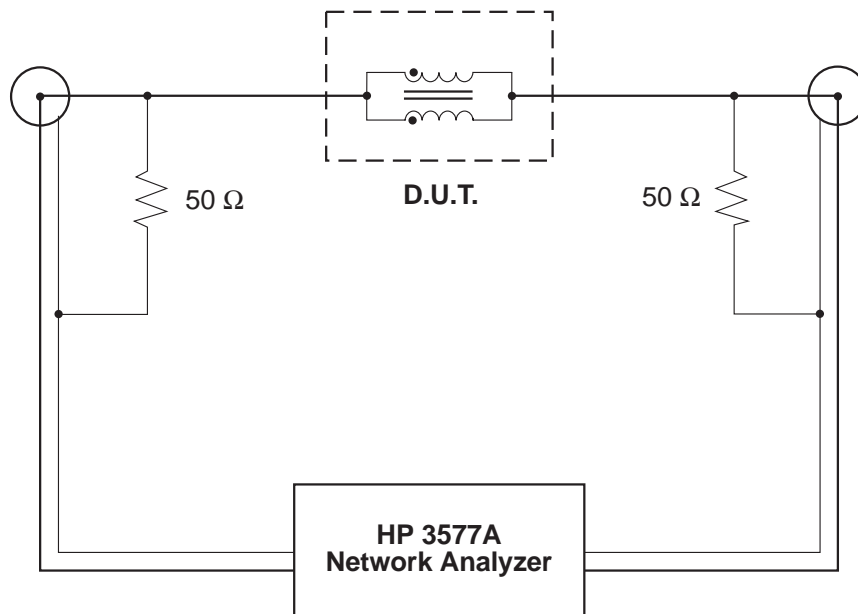 50 Ω
D.U.T.
50 Ω
HP 3577A
Network Analyzer